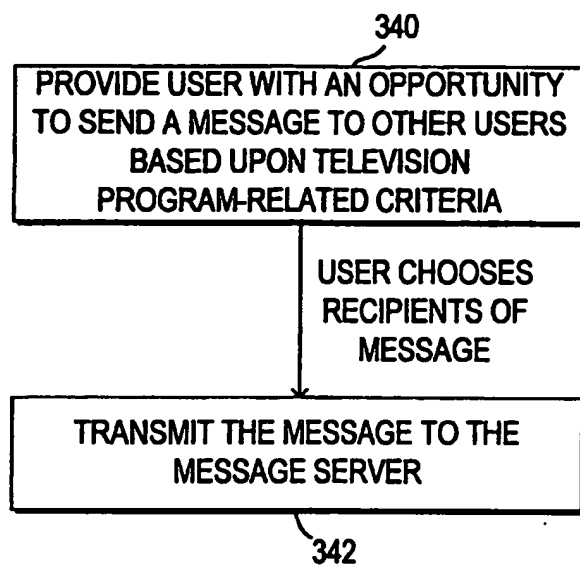 340
PROVIDE USER WITH AN OPPORTUNITY
TO SEND A MESSAGE TO OTHER USERS
BASED UPON TELEVISION
PROGRAM-RELATED CRITERIA
USER CHOOSES
RECIPIENTS OF
MESSAGE
TRANSMIT THE MESSAGE TO THE
MESSAGE SERVER
342